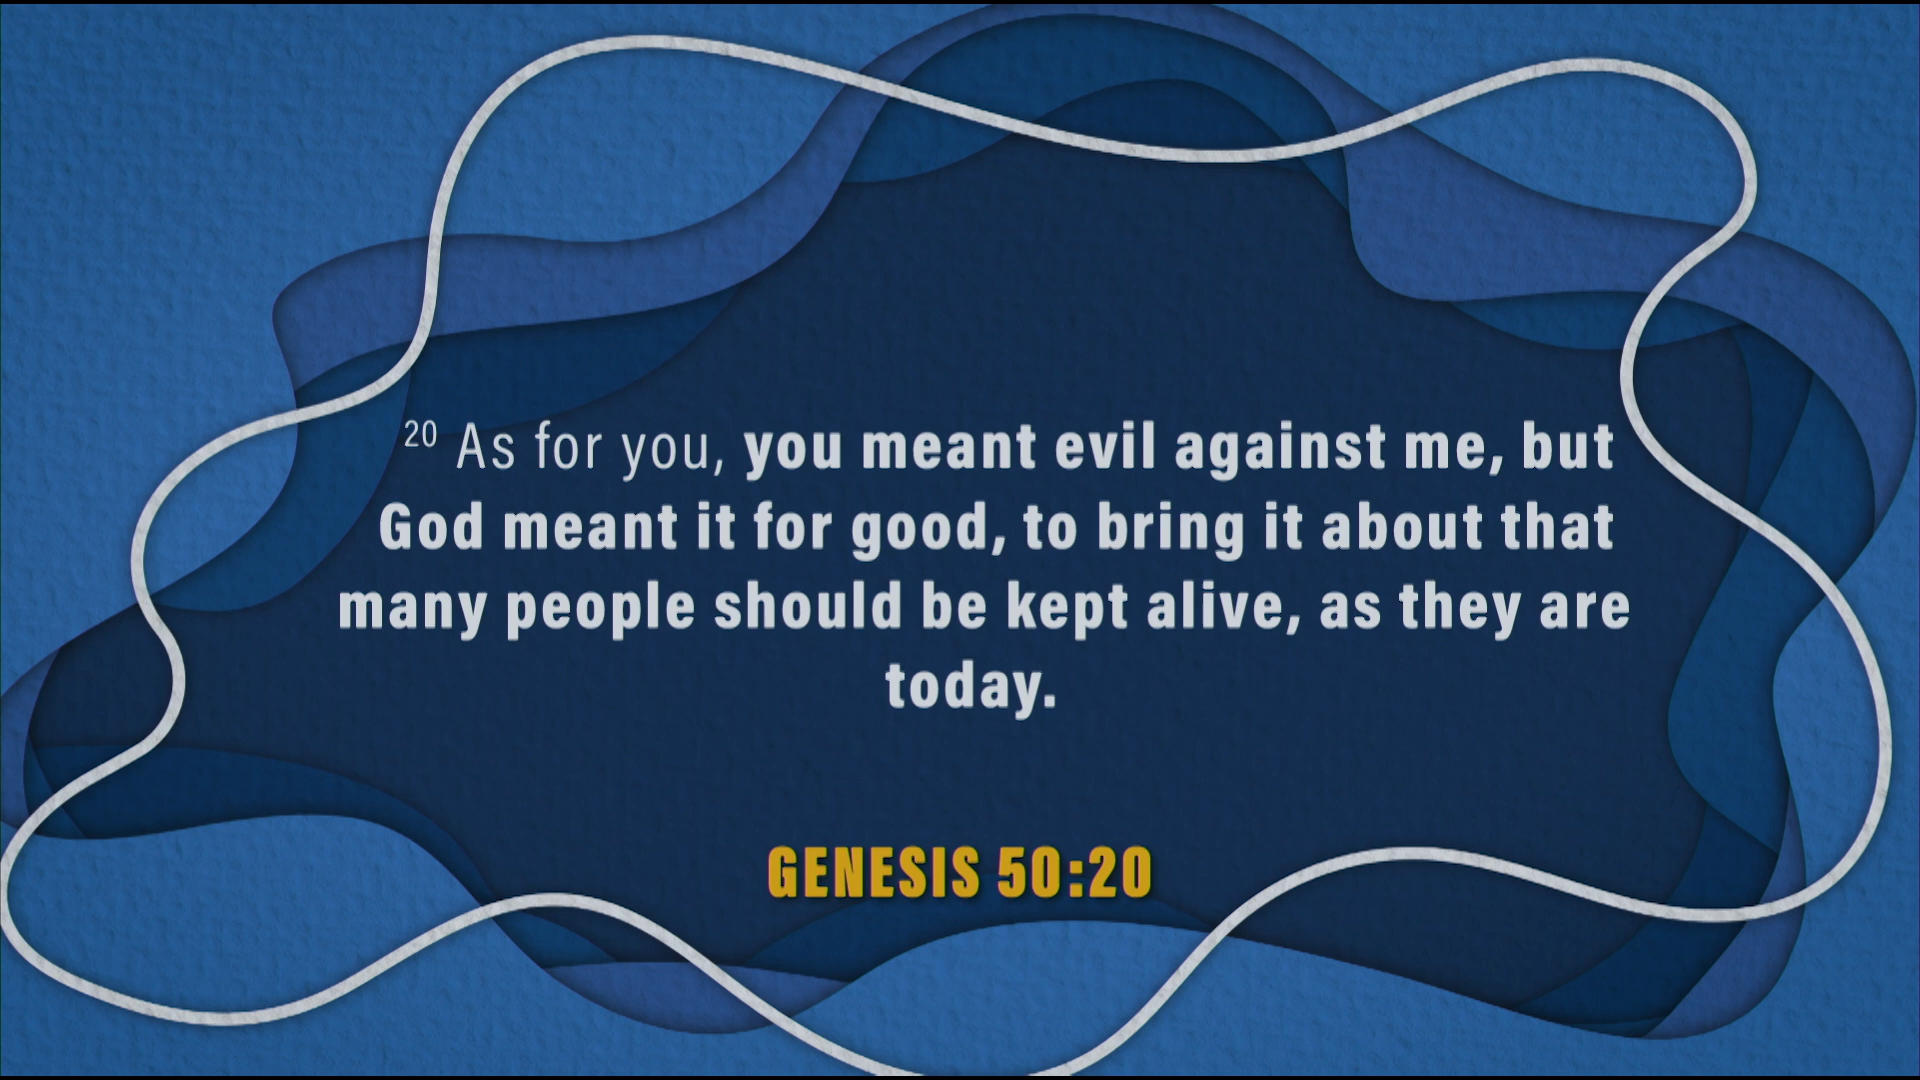 20 As for you, you meant evil against me, but
God meant it for good, to bring it about that
many people should be kept alive, as they are
today.
GENESIS 50:20